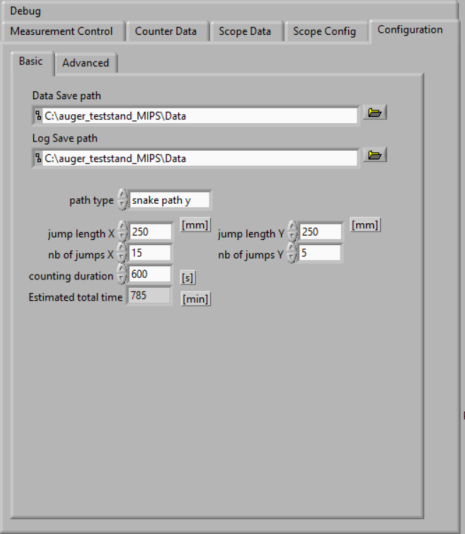 Debug
Measurement Control Counter Data Scope Data Scope Config Configuration
Basic Advanced
Data Save path
C:\auger_teststand_MIPS\Data
Log Save path
C:\auger_teststand_MIPS\Data
path type snake path y
jump length X 250 [mm] jump length Y 250 [mm]
nb of jumps X 15 nb of jumps Y 5
counting duration 600 [s]
Estimated total time 785 [min]